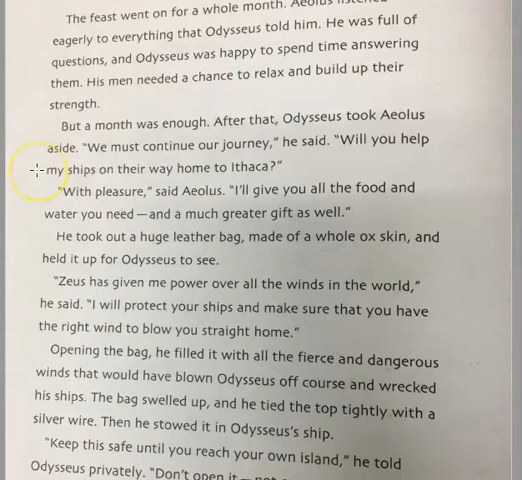 The feast went on for a whole month. Aeolus listened
eagerly to everything that Odysseus told him. He was full of
questions, and Odysseus was happy to spend time answering
them. His men needed a chance to relax and build up their
strength.
But a month was enough. After that, Odysseus took Aeolus
aside. “We must continue our journey,” he said. “Will you help
my ships on their way home to Ithaca?”
“With pleasure,” said Aeolus. “I’ll give you all the food and
water you need — and a much greater gift as well.”
He took out a huge leather bag, made of a whole ox skin, and
held it up for Odysseus to see.
“Zeus has given me power over all the winds in the world,”
he said. “I will protect your ships and make sure that you have
the right wind to blow you straight home.”
Opening the bag, he filled it with all the fierce and dangerous
winds that would have blown Odysseus off course and wrecked
his ships. The bag swelled up, and he tied the top tightly with a
silver wire. Then he stowed it in Odysseus’s ship.
“Keep this safe until you reach your own island,” he told
Odysseus privately. “Don’t open it — not